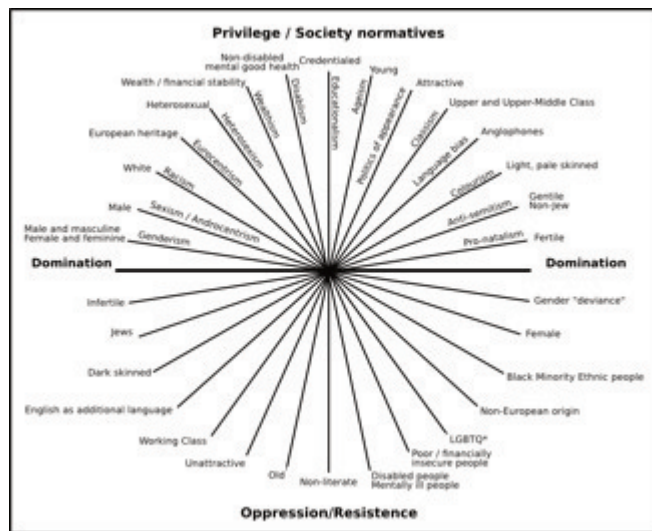 Privilege / Society normatives
Non-disabled
mental good health
Credentialed
Young
Wealth / financial stability
Attractive
Heterosexual
Upper and Upper-Middle Class
European heritage
Anglophones
White
Light, pale skinned
Male
Gentile
Non-Jew
Male and masculine
Female and feminine
Fertile
Genderism
Sexism / Androcentrism
Racism
Eurocentrism
Heterosexism
Wealthism
Disablism
Educationalism
Ageism
Politics of appearance
Classism
Language bias
Colourism
Anti-semitism
Pro-natalism
Domination
Domination
Infertile
Gender "deviance"
Jews
Female
Dark skinned
Black Minority Ethnic people
English as additional language
Non-European origin
Working Class
LGBTQ*
Unattractive
Poor / financially
insecure people
Old
Non-literate
Disabled people
Mentally ill people
Oppression/Resistence